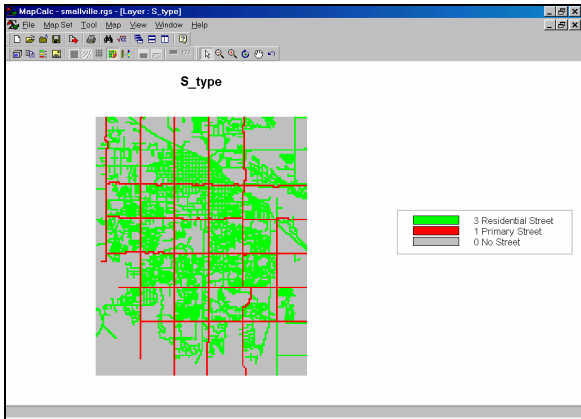 MapCalc - smallville.rgs - [Layer : S_type]
File Map Set Tool Map View Window Help
S_type
3 Residential Street
1 Primary Street
0 No Street